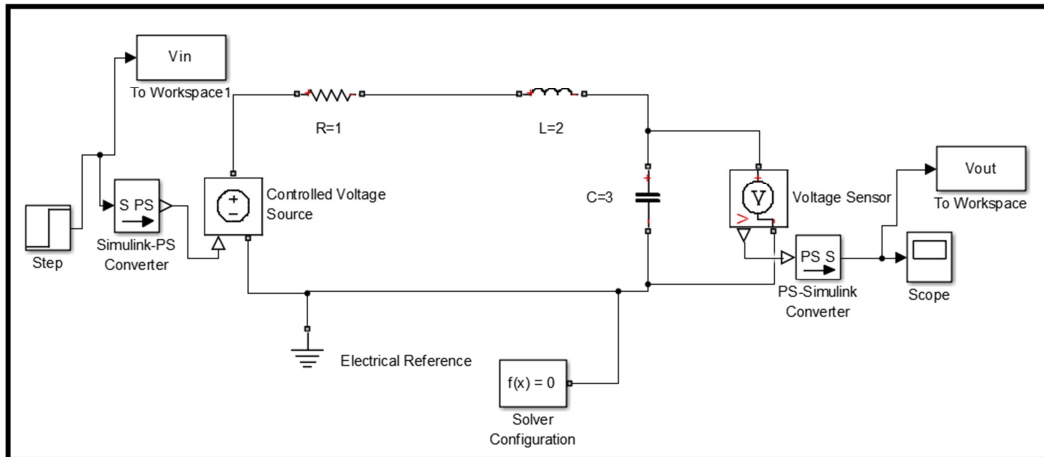 Vin
To Workspace1
R=1
L=2
S PS
Simulink-PS
Converter
Step
Controlled Voltage
Source
C=3
V
V
Voltage Sensor
Vout
To Workspace
PS S
PS-Simulink
Converter
Scope
Electrical Reference
f(x) = 0
Solver
Configuration